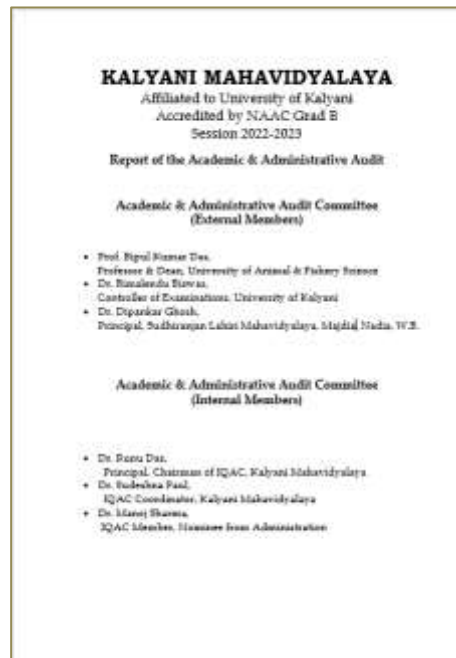 KALYANI MAHAVIDYALAYA
Affiliated to University of Kalyani
Accredited by NAAC Grad B
Session 2022-2023
Report of the Academic & Administrative Audit
Academic & Administrative Audit Committee
(External Members)
• Prof. Bipul Kumar Das,
Professor & Dean, University of Animal & Fishery Science
• Dr. Bimalendu Biswas,
Controller of Examinations, University of Kalyani
• Dr. Dipankar Ghosh,
Principal, Sudhiranjan Lahiri Mahavidyalaya, Majdia, Nadia, W.B.
Academic & Administrative Audit Committee
(Internal Members)
• Dr. Das,
Principal, Chairman of IQAC, Kalyani Mahavidyalaya
• Dr. Sudeshna Paul,
IQAC Coordinator, Kalyani Mahavidyalaya
• Dr. Manoj Sharma,
IQAC Member, Nominee from Administration